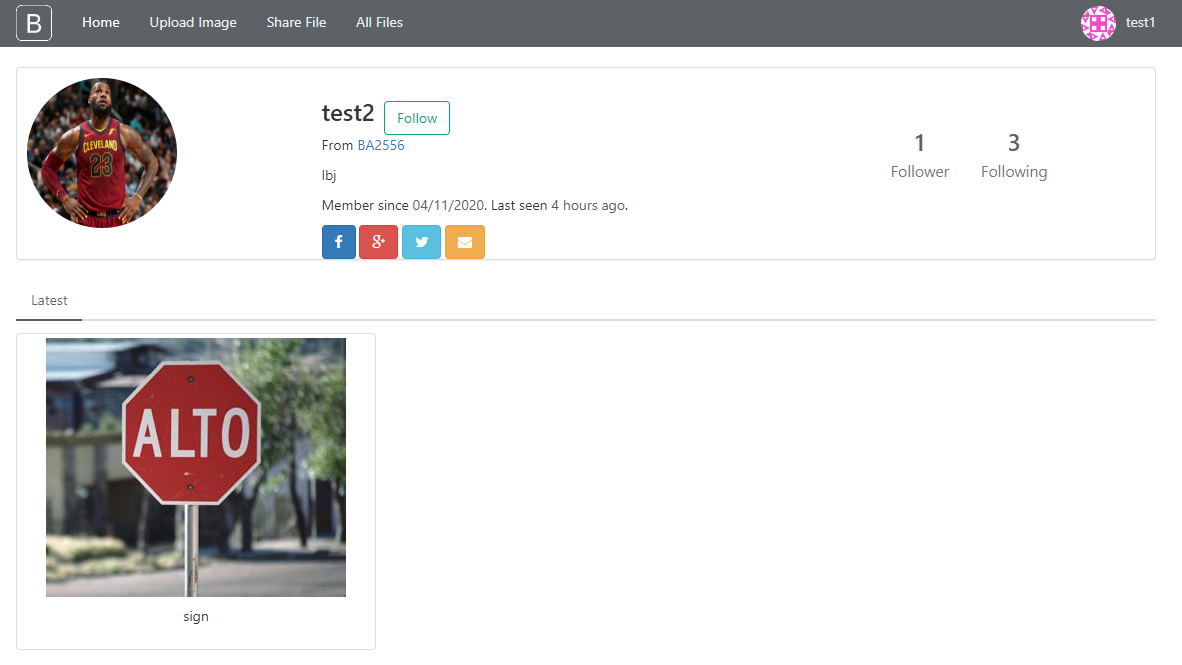 B Home Upload Image Share File All Files test1
test2 Follow
From BA2556
lbj
Member since 04/11/2020. Last seen 4 hours ago.
1 3
Follower Following
CLEVELAND
23
Latest
ALTO
sign